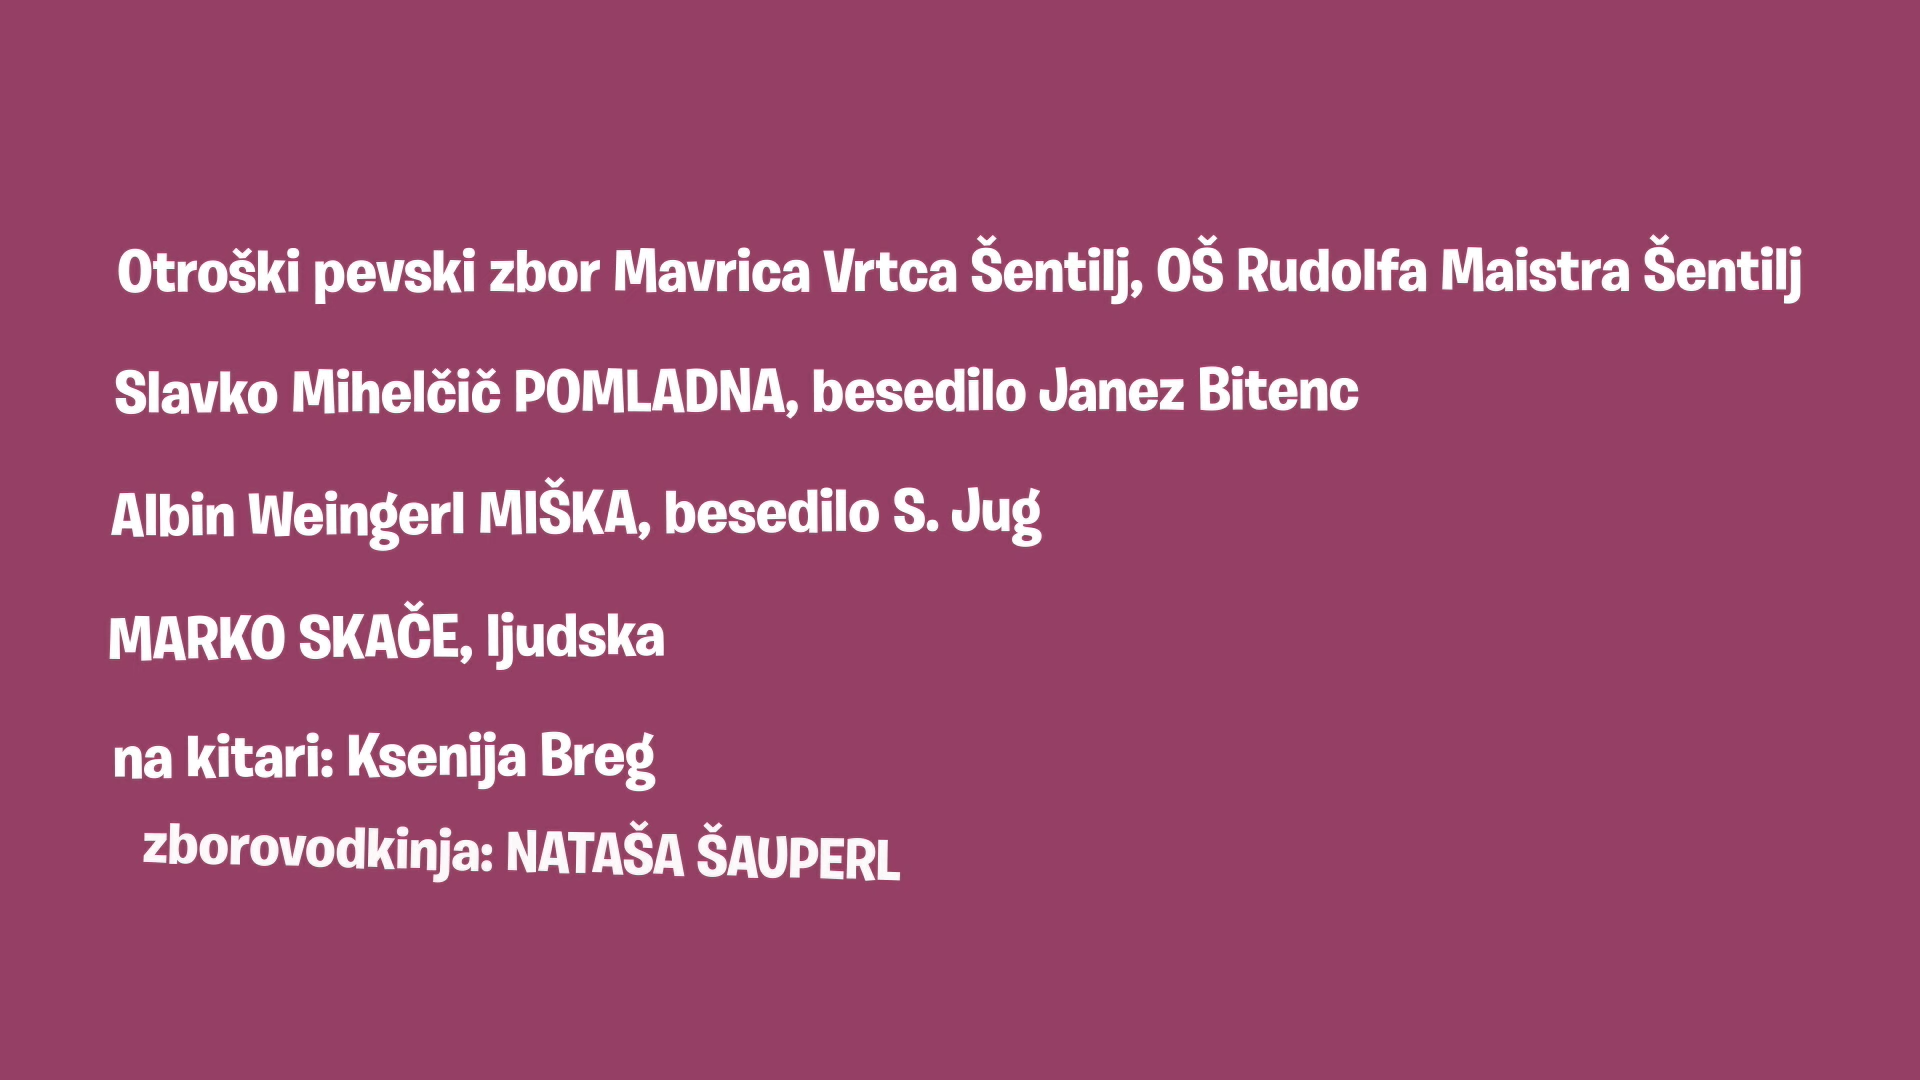 Otroški pevski zbor Mavrica Vrtca Šentilj, OŠ Rudolfa Maistra Šentilj
Slavko Mihelčič POMLADNA, besedilo Janez Bitenc
Albin Weingerl MIŠKA, besedilo S. Jug
MARKO SKAČE, ljudska
na kitari: Ksenija Breg
zborovodkinja: NATAŠA ŠAUPERL